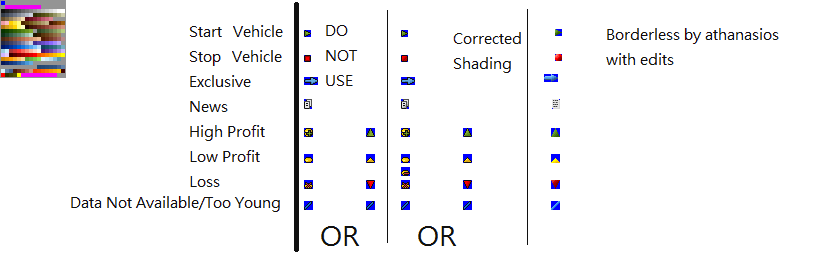 Start Vehicle DO
Stop Vehicle NOT Corrected Shading Borderless by athanasios with edits
Exclusive USE
News
High Profit
Low Profit
Loss
Data Not Available/Too Young
OR OR